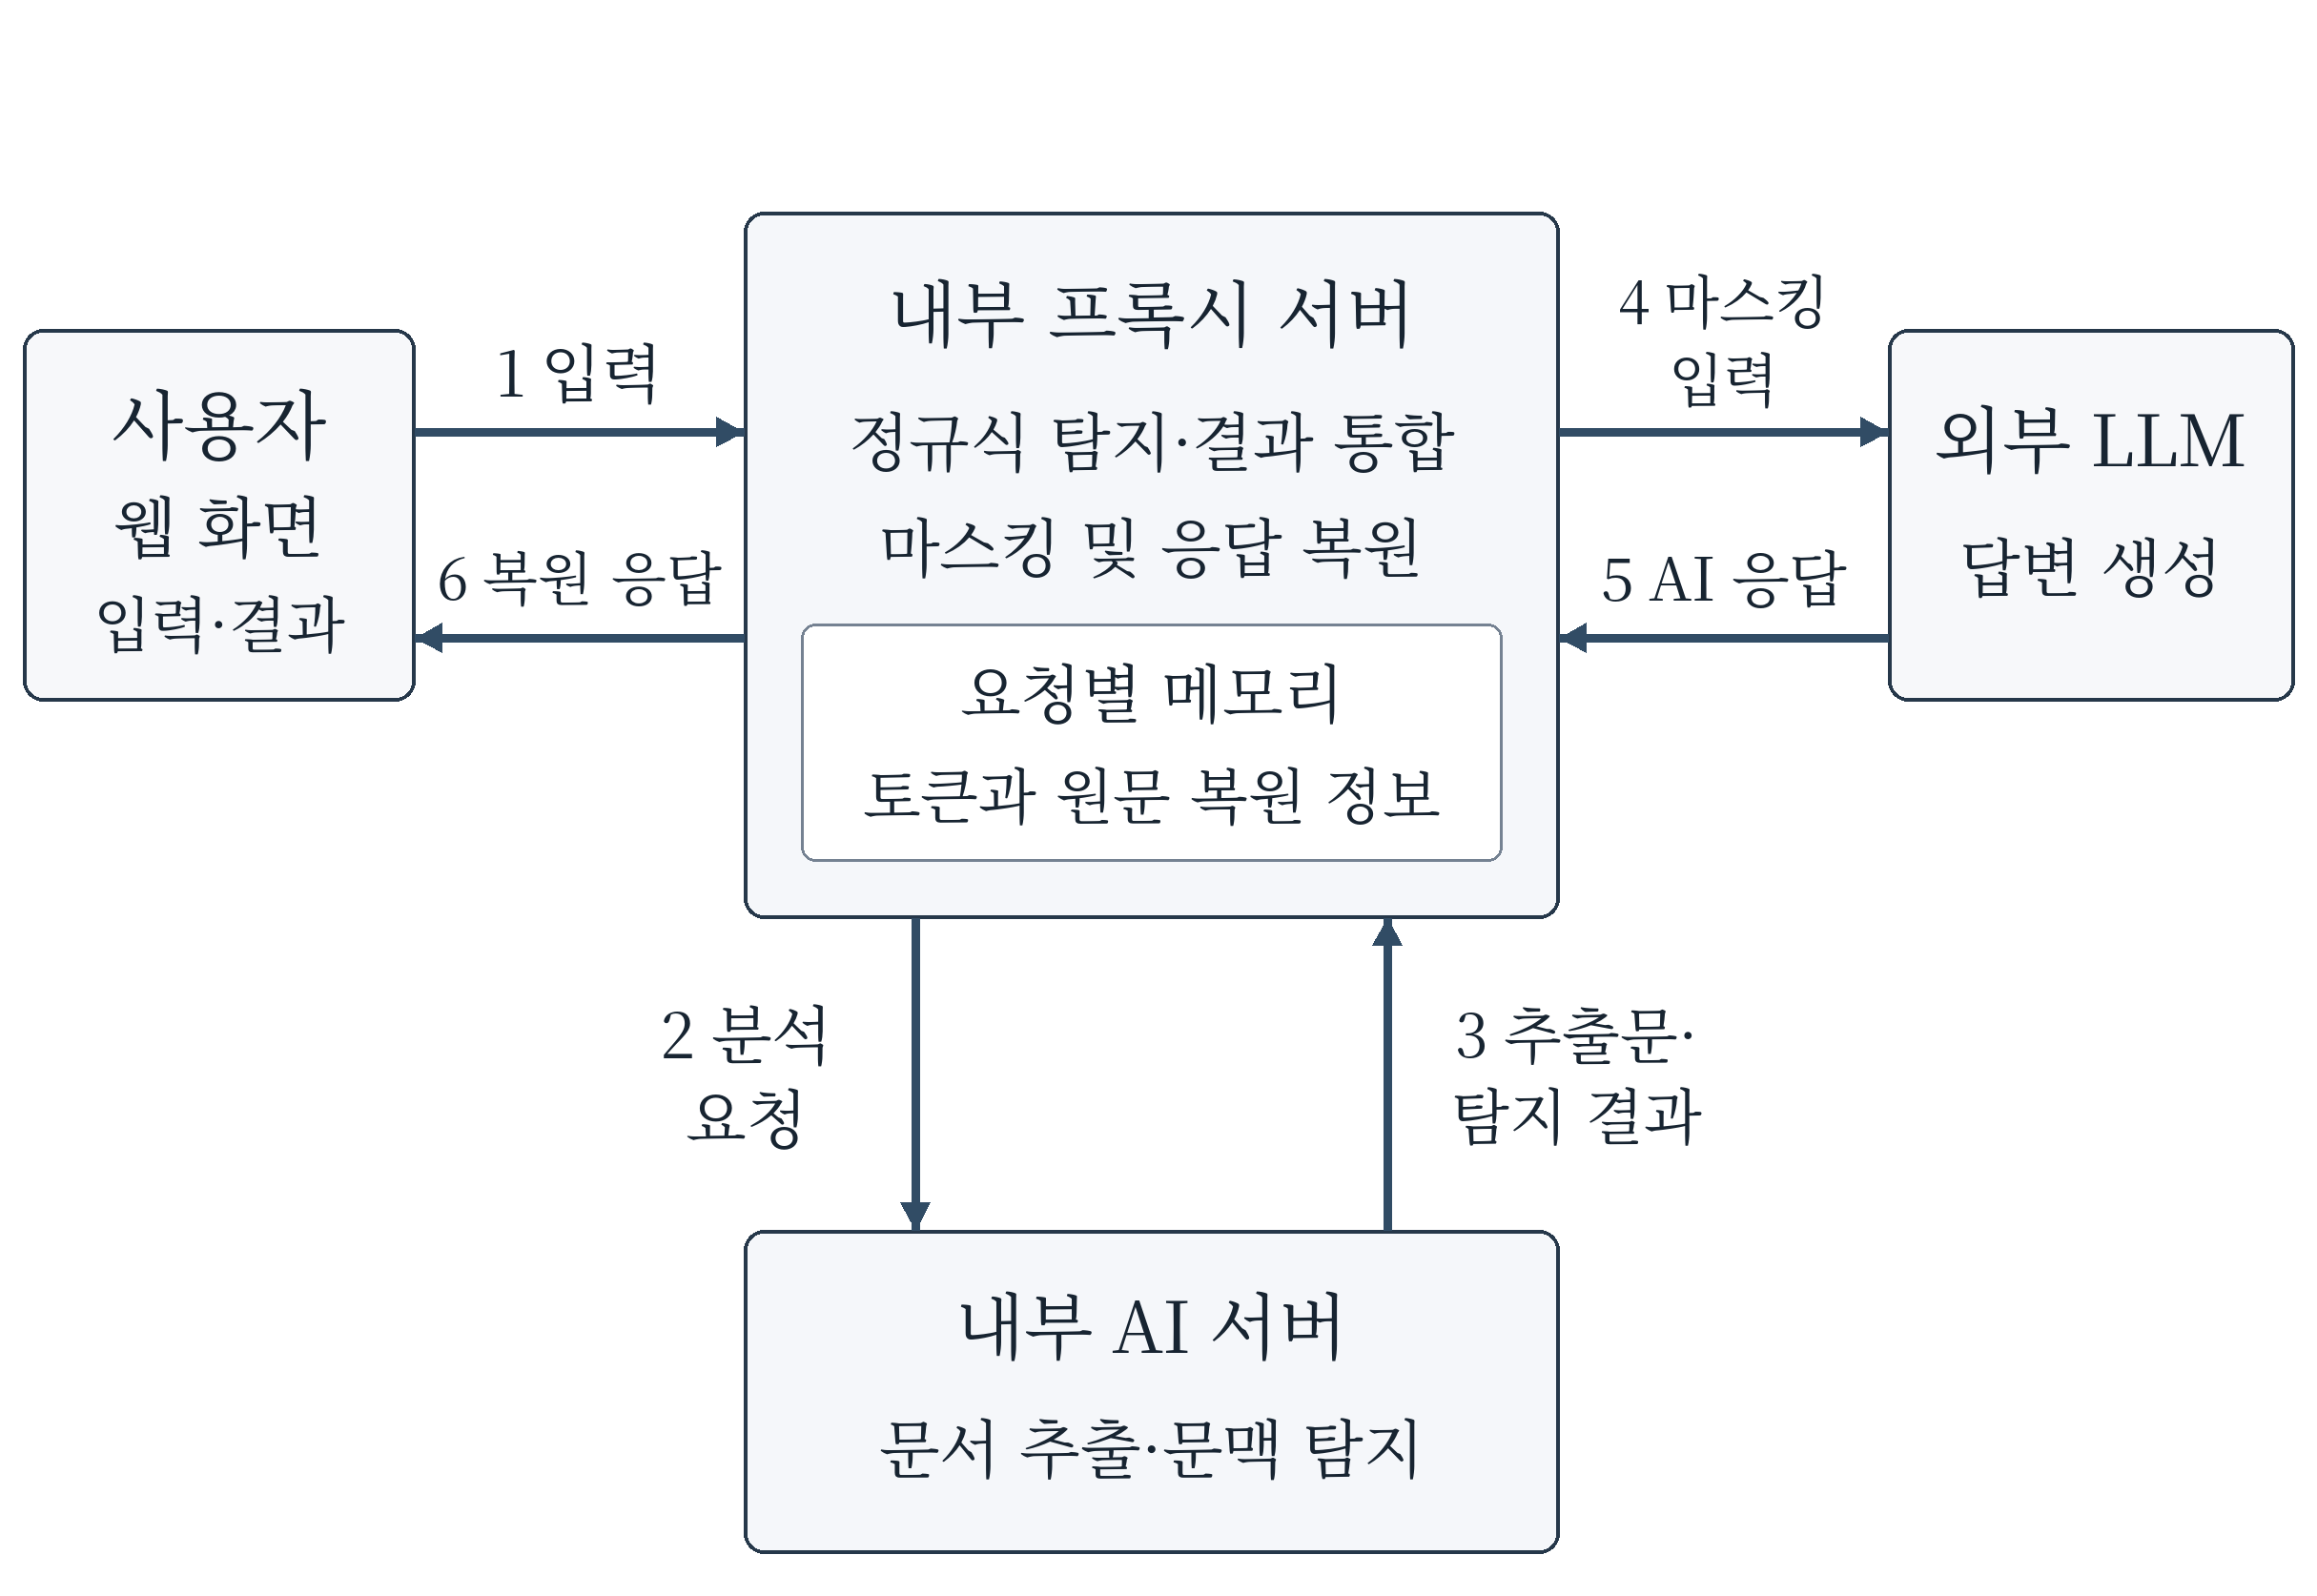 사용자
웹 화면
입력·결과
1 입력
6 복원 응답
내부 프록시 서버
정규식 탐지·결과 통합
마스킹 및 응답 복원
요청별 메모리
토큰과 원문 복원 정보
4 마스킹
입력
5 AI 응답
외부 LLM
답변 생성
2 분석
요청
3 추출문·
탐지 결과
내부 AI 서버
문서 추출·문맥 탐지